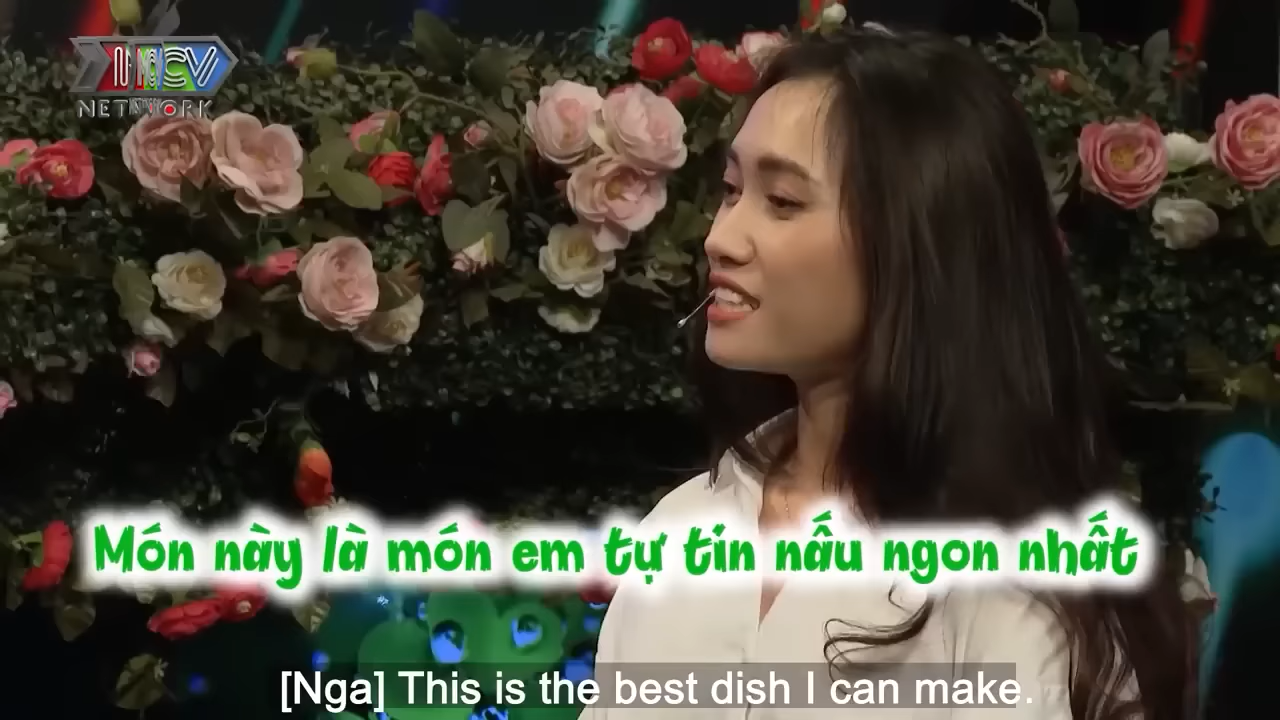 MCV
NETWORK
Món này là món em tự tin nấu ngon nhất
[Nga] This is the best dish I can make.